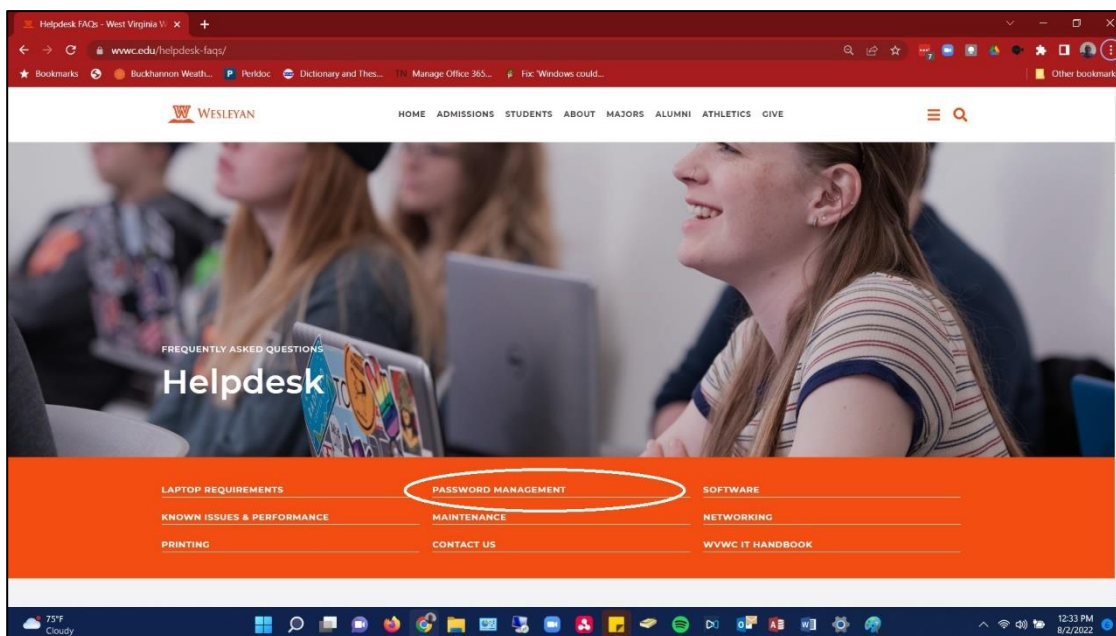 Helpdesk FAQs - West Virginia W
wvwc.edu/helpdesk-faqs/
Bookmarks Buckhannon Weath... Perldoc Dictionary and Thes... TN Manage Office 365... Fix: 'Windows could... Other bookmark
WESLEYAN HOME ADMISSIONS STUDENTS ABOUT MAJORS ALUMNI ATHLETICS GIVE
FREQUENTLY ASKED QUESTIONS
Helpdesk
LAPTOP REQUIREMENTS PASSWORD MANAGEMENT SOFTWARE
KNOWN ISSUES & PERFORMANCE MAINTENANCE NETWORKING
PRINTING CONTACT US WVWC IT HANDBOOK
75°F
Cloudy
12:33 PM
8/2/2022